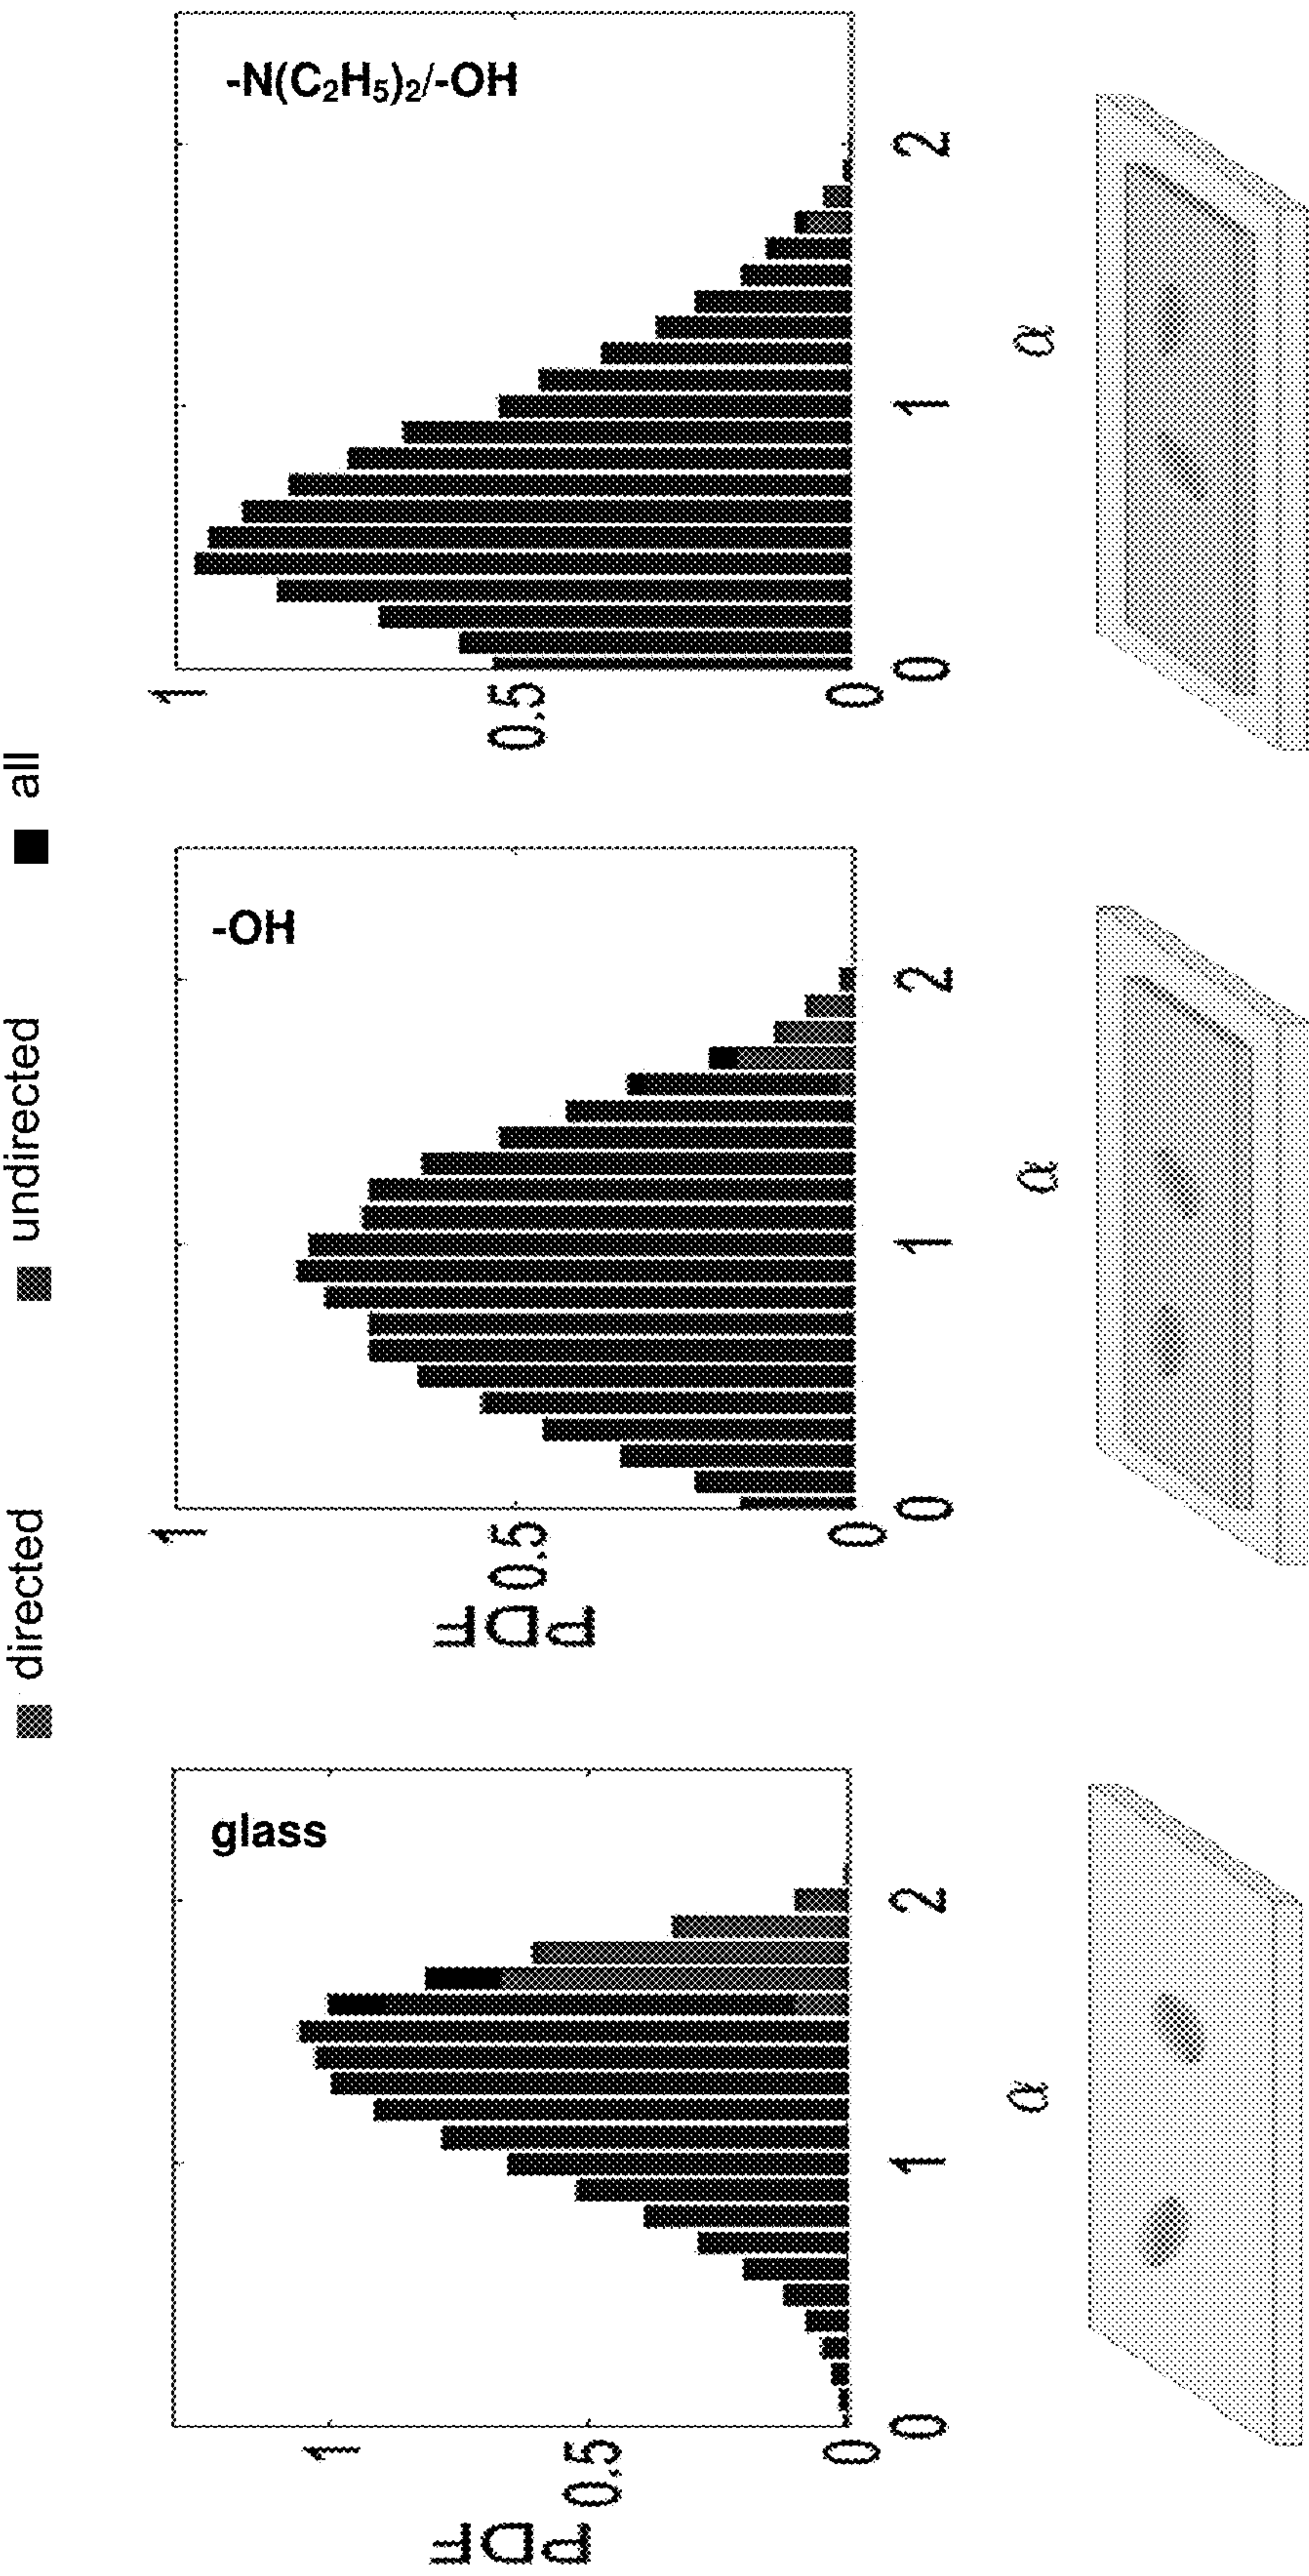 directed undirected all
glass
PDF
1
0.5
0
0 1 2
α
-OH
PDF
1
0.5
0
0 1 2
α
-N(C₂H₅)₂/-OH
1
0.5
0
0 1 2
α